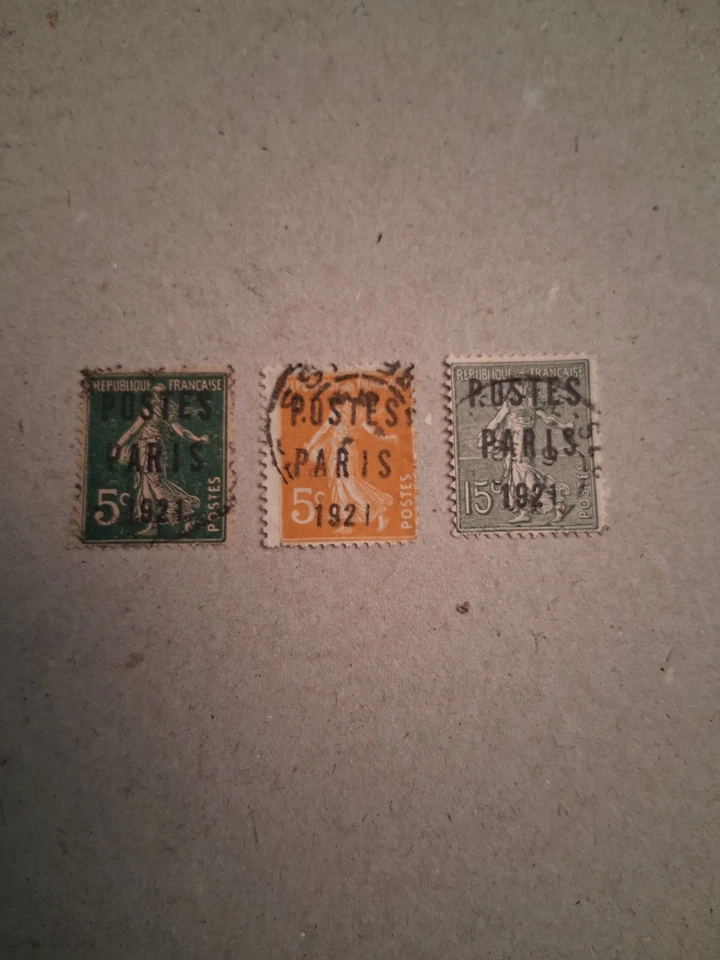 REPUBLIQUE FRANÇAISE
POSTES
PARIS
5c
1921
POSTES
POSTES
PARIS
5c
1921
POSTES
REPUBLIQUE FRANÇAISE
POSTES
PARIS
15c
1921
POSTES